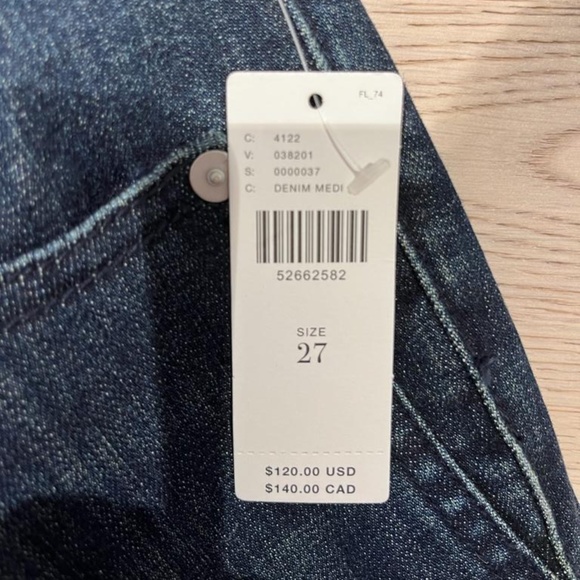 FL_74
C: 4122
V: 038201
S: 0000037
C: DENIM MEDI
52662582
SIZE
27
$120.00 USD
$140.00 CAD